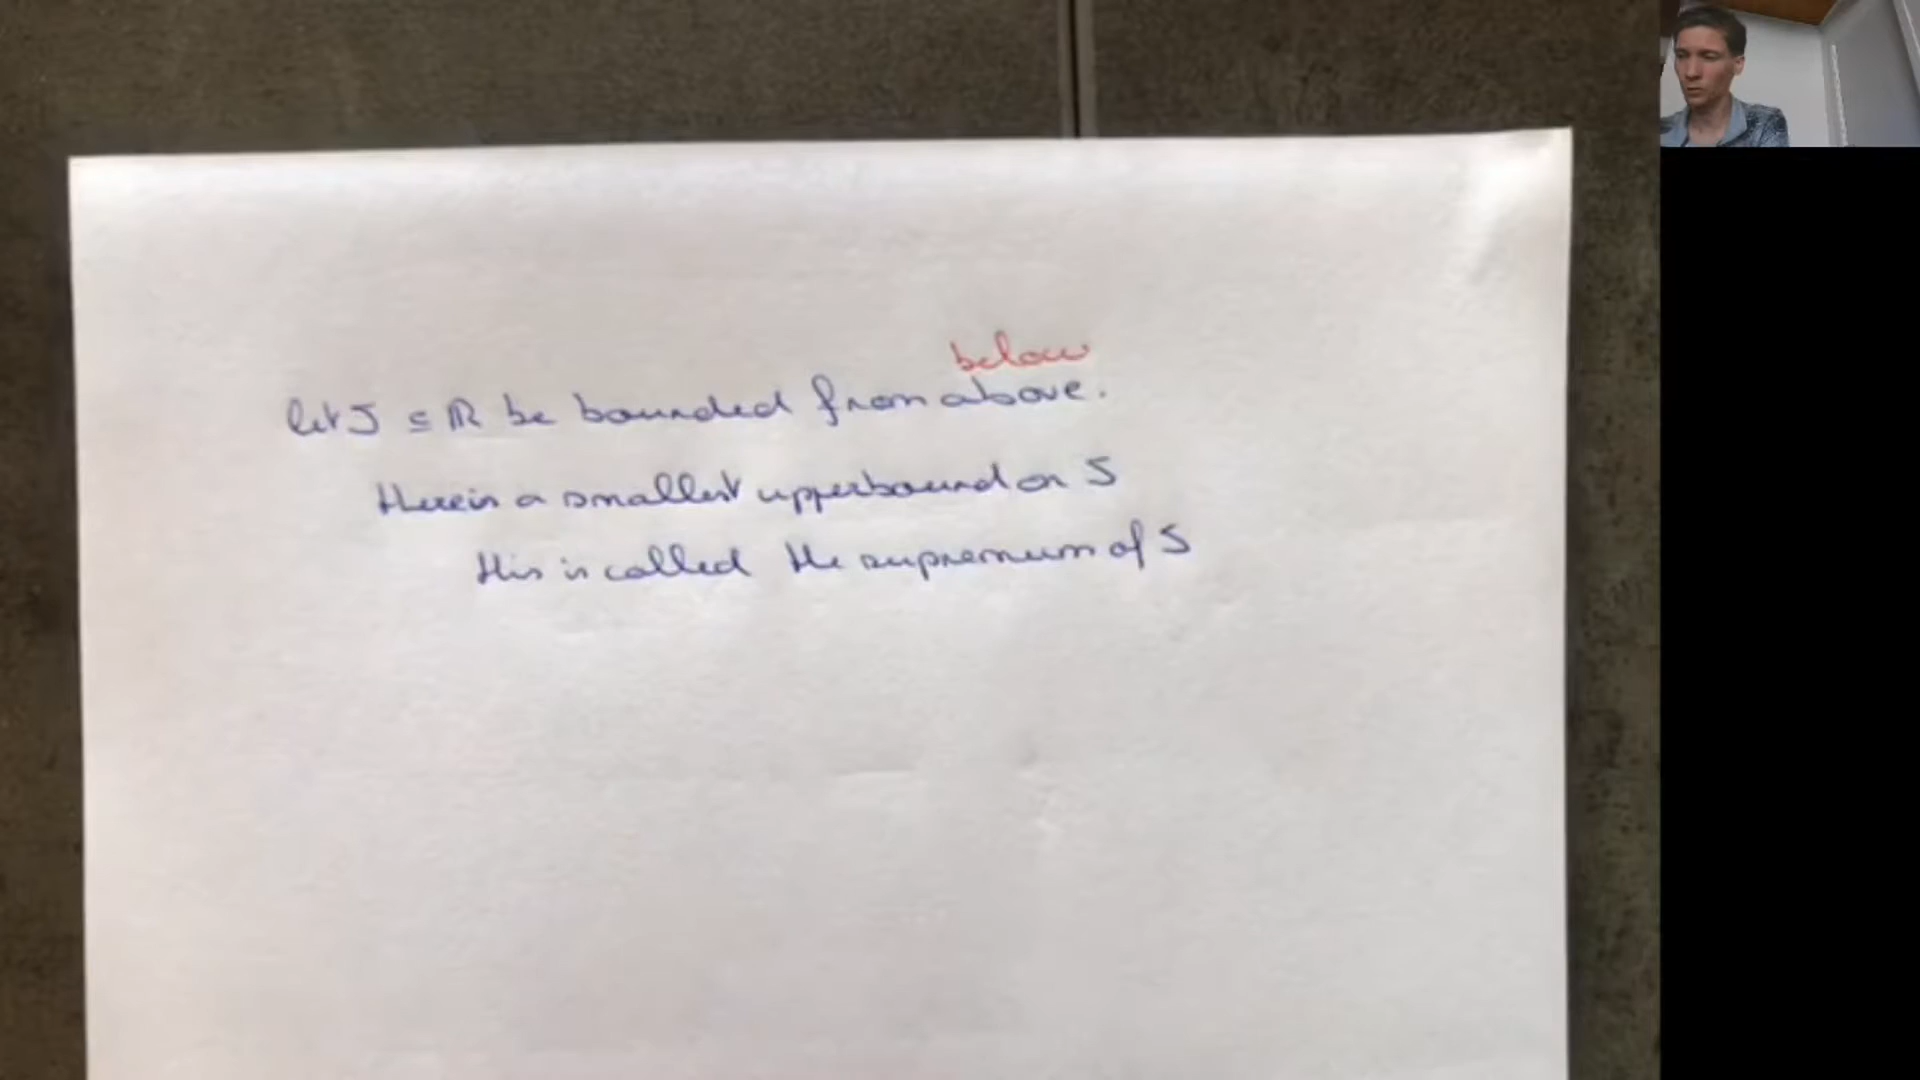 below
let S ⊆ ℝ be bounded from above.
there is a smallest upperbound on S
this is called the supremum of S